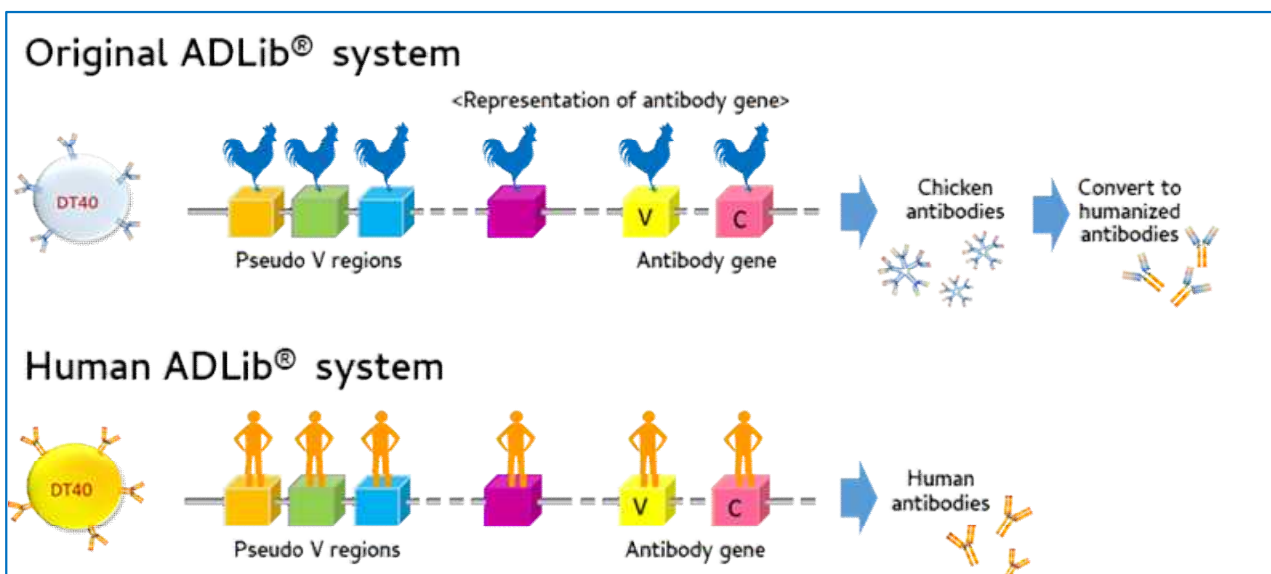 Original ADLib® system
<Representation of antibody gene>
DT40
V
C
Pseudo V regions
Antibody gene
Chicken
antibodies
Convert to
humanized
antibodies
Human ADLib® system
DT40
V
C
Pseudo V regions
Antibody gene
Human
antibodies